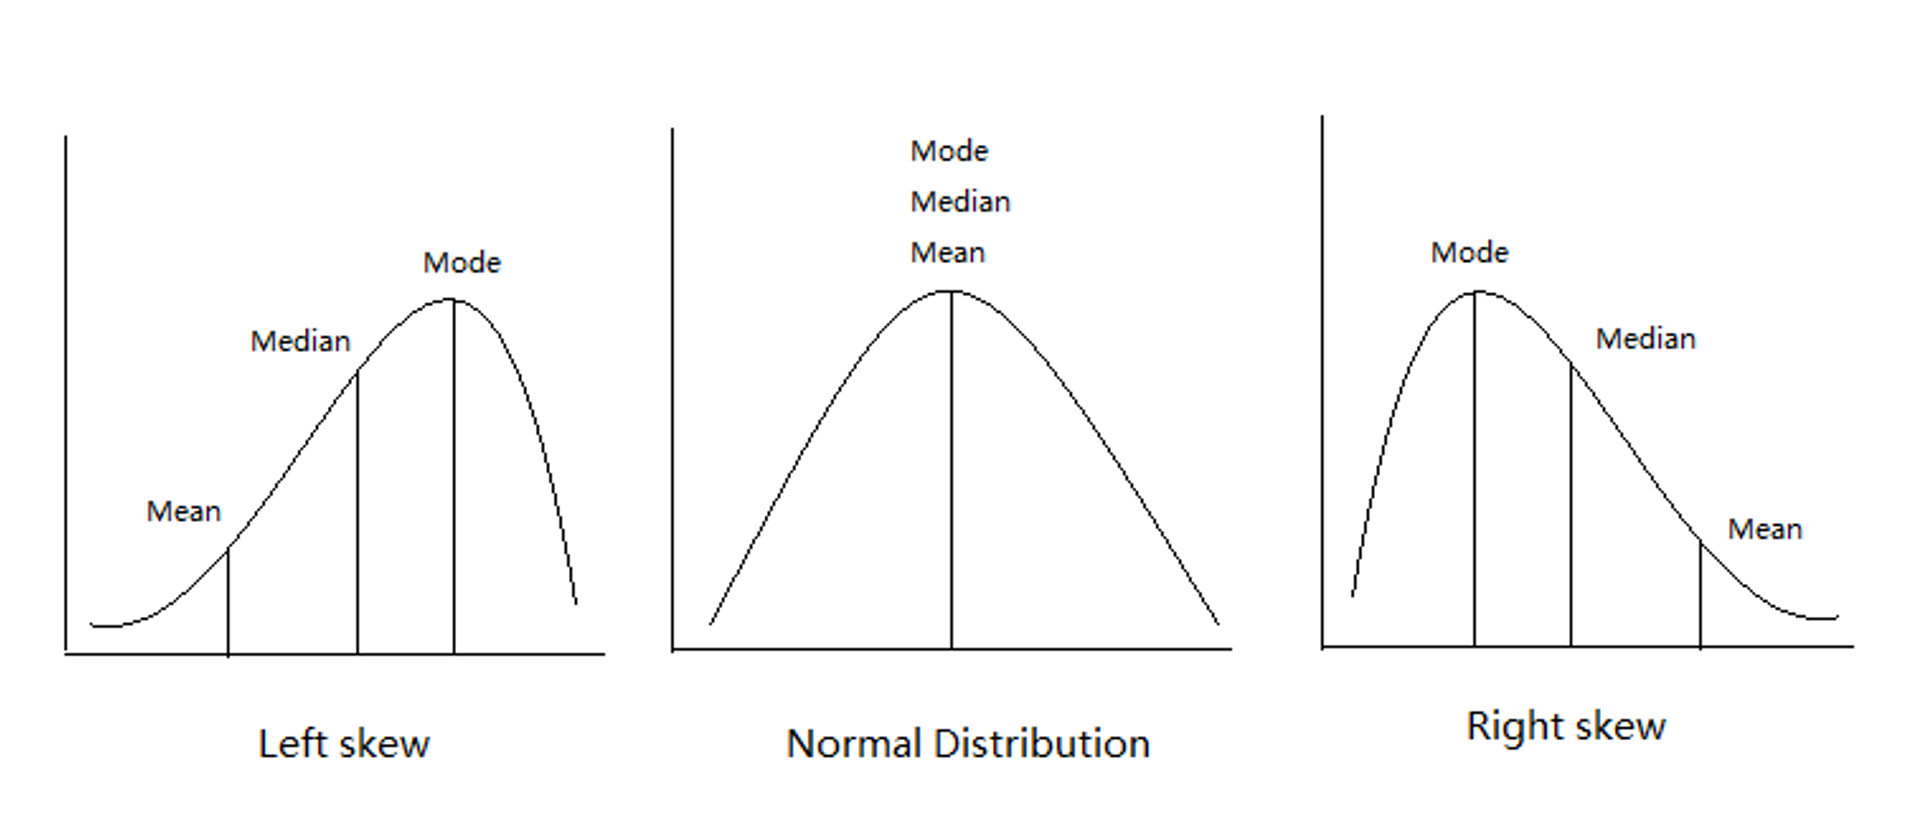 Mode
Median
Mean
Left skew
Mode
Median
Mean
Normal Distribution
Mode
Median
Mean
Right skew